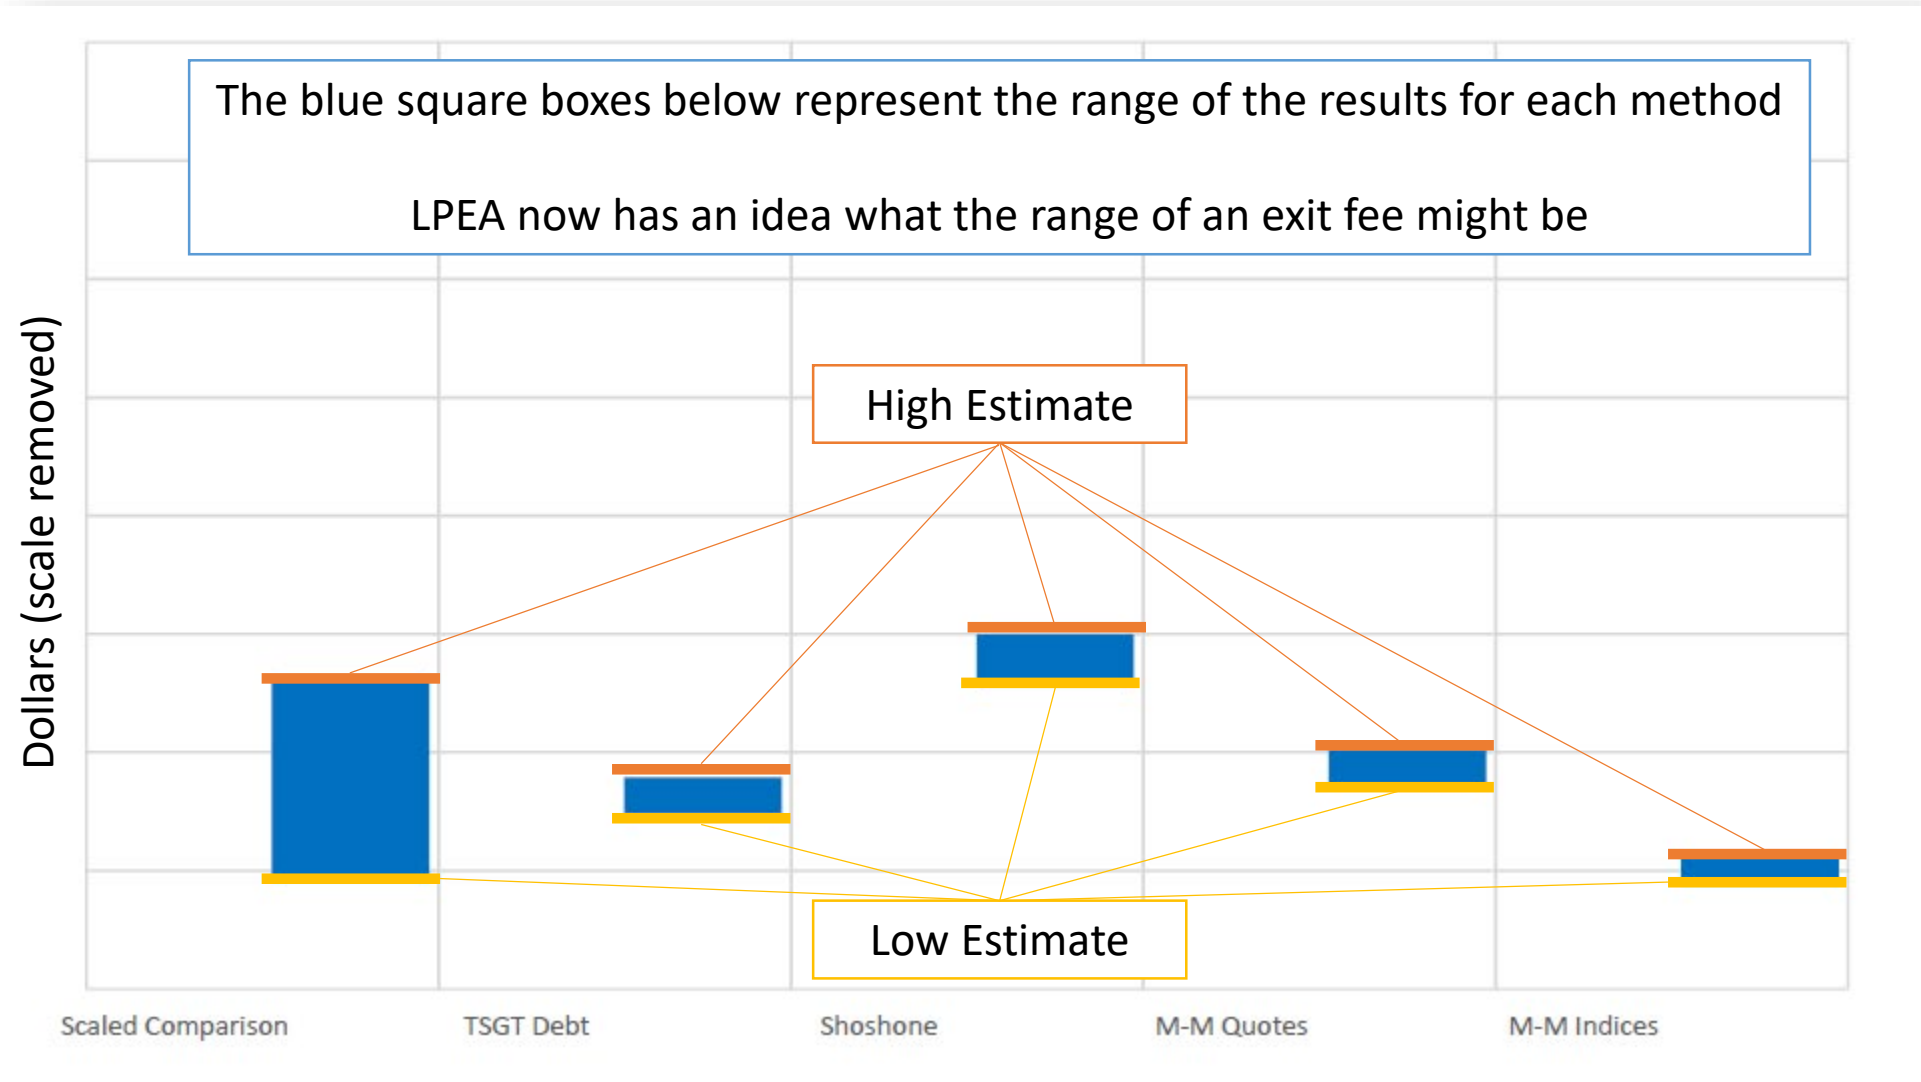 The blue square boxes below represent the range of the results for each method
LPEA now has an idea what the range of an exit fee might be
Dollars (scale removed)
High Estimate
Low Estimate
Scaled Comparison
TSGT Debt
Shoshone
M-M Quotes
M-M Indices